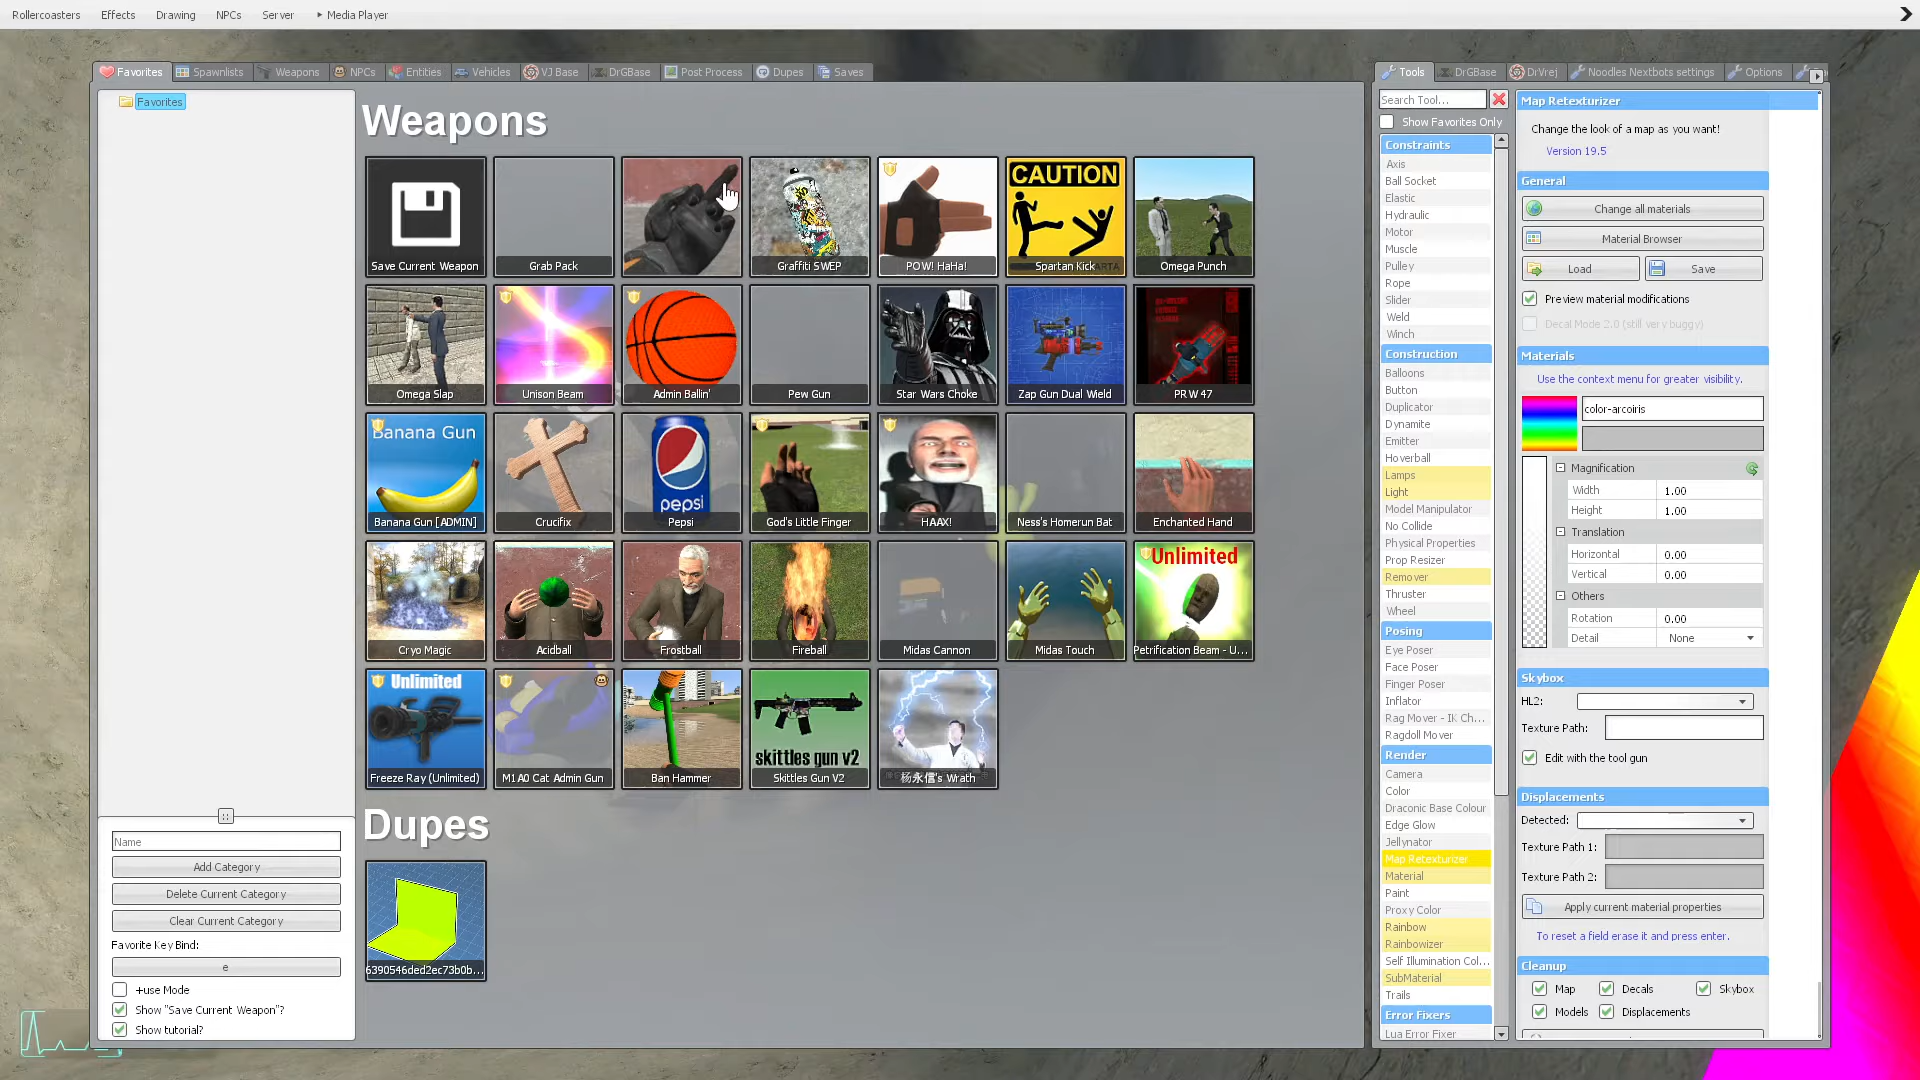 Rollercoasters Effects Drawing NPCs Server Media Player
Favorites Spawnlists Weapons NPCs Entities Vehicles VJ Base DrGBase Post Process Dupes Saves
Favorites
Weapons
Save Current Weapon
Grab Pack
Graffiti SWEP
POW! HaHa!
CAUTION
Spartan Kick
Omega Punch
Omega Slap
Unison Beam
Admin Ballin'
Pew Gun
Star Wars Choke
Zap Gun Dual Wield
PRW 47
Banana Gun
Banana Gun [ADMIN]
Crucifix
pepsi
Pepsi
God's Little Finger
HAAX!
Ness's Homerun Bat
Enchanted Hand
Cryo Magic
Acidball
Frostball
Fireball
Midas Cannon
Midas Touch
Unlimited
Petrification Beam - U...
Unlimited
Freeze Ray (Unlimited)
M1A0 Cat Admin Gun
Ban Hammer
skittles gun v2
Skittles Gun V2
杨永信's Wrath
Dupes
6390546ded2ec73b0b...
Name
Add Category
Delete Current Category
Clear Current Category
Favorite Key Bind:
e
+use Mode
Show "Save Current Weapon"?
Show tutorial?
Tools DrGBase DrVrej Noodles Nextbots settings Options
Search Tool...
Show Favorites Only
Constraints
Axis
Ball Socket
Elastic
Hydraulic
Motor
Muscle
Pulley
Rope
Slider
Weld
Winch
Construction
Balloons
Button
Duplicator
Dynamite
Emitter
Hoverball
Lamps
Light
Model Manipulator
No Collide
Physical Properties
Prop Resizer
Remover
Thruster
Wheel
Posing
Eye Poser
Face Poser
Finger Poser
Inflator
Rag Mover - IK Ch...
Ragdoll Mover
Render
Camera
Color
Draconic Base Colour
Edge Glow
Jellynator
Map Retexturizer
Material
Paint
Proxy Color
Rainbow
Rainbowizer
Self Illumination Col...
SubMaterial
Trails
Error Fixers
Lua Error Fixer
Map Retexturizer
Change the look of a map as you want!
Version 19.5
General
Change all materials
Material Browser
Load Save
Preview material modifications
Decal Mode 2.0 (still very buggy)
Materials
Use the context menu for greater visibility.
color-arcoiris
Magnification
Width 1.00
Height 1.00
Translation
Horizontal 0.00
Vertical 0.00
Others
Rotation 0.00
Detail None
Skybox
HL2:
Texture Path:
Edit with the tool gun
Displacements
Detected:
Texture Path 1:
Texture Path 2:
Apply current material properties
To reset a field erase it and press enter.
Cleanup
Map Decals Skybox
Models Displacements